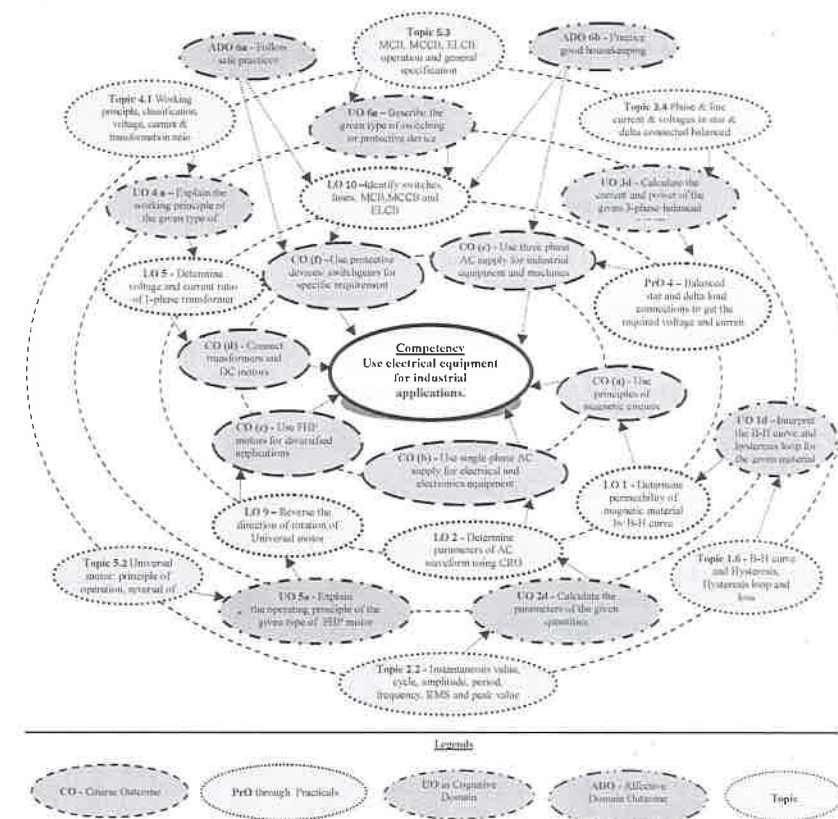 ADO 6a - Follow
safe practices
Topic 5.3
MCB, MCCB, ELCB,
operation and general
specification
ADO 6b - Practice
good housekeeping
Topic 4.1 Working
principle, classification,
voltage, current &
transformation ratio
UO 6a – Describe the
given type of switching
or protective device
Topic 3.4 Phase & line
current & voltages in star &
delta connected balanced
UO 4 a – Explain the
working principle of
the given type of
LO 10 –Identify switches,
fuses, MCB,MCCB and
ELCB
UO 3d - Calculate the
current and power of the
given 3-phase balanced
LO 5 - Determine
voltage and current ratio
of 1-phase transformer
CO (f) –Use protective
devices/ switchgears for
specific requirement
CO (c) - Use three phase
AC supply for industrial
equipment and machines
PrO 4 – Balanced
star and delta load
connections to get the
required voltage and current
CO (d) - Connect
transformers and
DC motors
Competency
Use electrical equipment
for industrial
applications.
CO (a) - Use
principles of
magnetic circuits
CO (e) - Use FHP
motors for diversified
applications
CO (b) - Use single phase AC
supply for electrical and
electronics equipment
UO 1d - Interpret
the B-H curve and
hysteresis loop for
the given material
LO 9 – Reverse the
direction of rotation of
Universal motor
LO 2 – Determine
parameters of AC
waveform using CRO
LO 1 - Determine
permeability of
magnetic material
by B-H curve
Topic 5.2 Universal
motor: principle of
operation, reversal of
UO 5a - Explain
the operating principle of the
given type of FHP motor
UO 2d - Calculate the
parameters of the given
quantities
Topic 1.6 - B-H curve
and Hysteresis,
Hysteresis loop and
loss
Topic 2.2 - Instantaneous value,
cycle, amplitude, period,
frequency, RMS and peak value
Legends
CO - Course Outcome
PrO through Practicals
UO in Cognitive
Domain
ADO - Affective
Domain Outcome
Topic